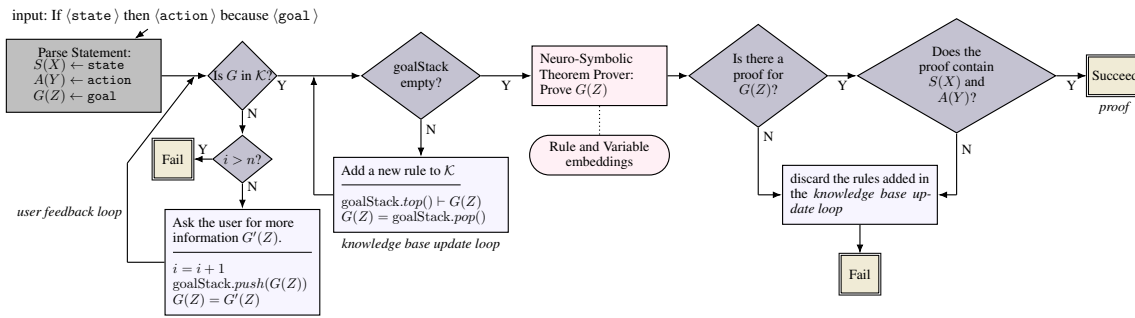 input: If ⟨state⟩ then ⟨action⟩ because ⟨goal⟩
Parse Statement:
S(X) ← state
A(Y) ← action
G(Z) ← goal
Is G in K?
Y
N
i > n?
Y
Fail
N
user feedback loop
Ask the user for more
information G′(Z).
i = i + 1
goalStack.push(G(Z))
G(Z) = G′(Z)
goalStack
empty?
Y
N
Add a new rule to K
goalStack.top() ⊢ G(Z)
G(Z) = goalStack.pop()
knowledge base update loop
Neuro-Symbolic
Theorem Prover:
Prove G(Z)
Rule and Variable
embeddings
Is there a
proof for
G(Z)?
Y
N
Does the
proof contain
S(X) and
A(Y)?
Y
N
Succeed
proof
discard the rules added in
the knowledge base up-
date loop
Fail